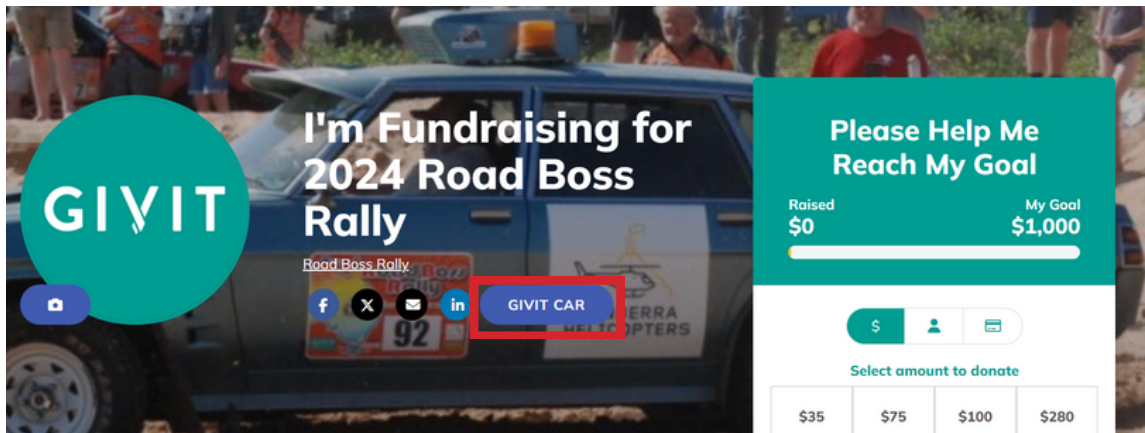 GIVIT
I'm Fundraising for
2024 Road Boss
Rally
Road Boss Rally
f X in GIVIT CAR
92
HELICOPTERS
Please Help Me
Reach My Goal
Raised My Goal
$0 $1,000
$
Select amount to donate
$35 $75 $100 $280